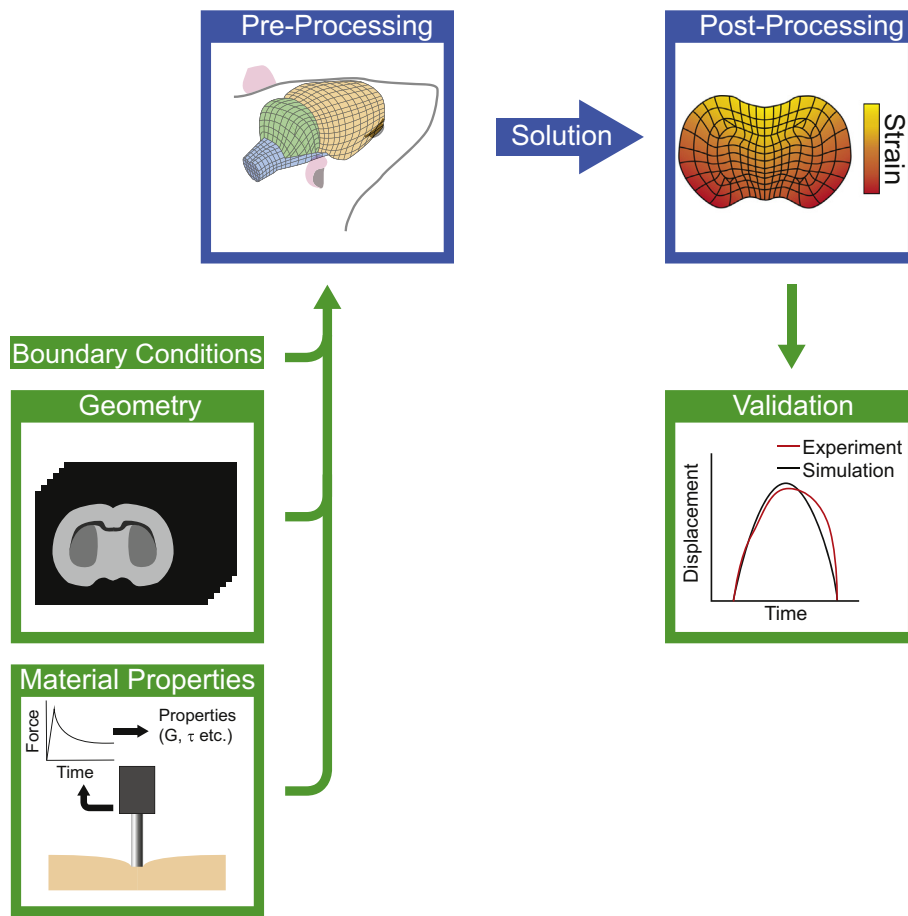 Pre-Processing
Solution
Post-Processing
Strain
Boundary Conditions
Geometry
Material Properties
Force
Time
Properties
(G, τ etc.)
Validation
Experiment
Simulation
Displacement
Time